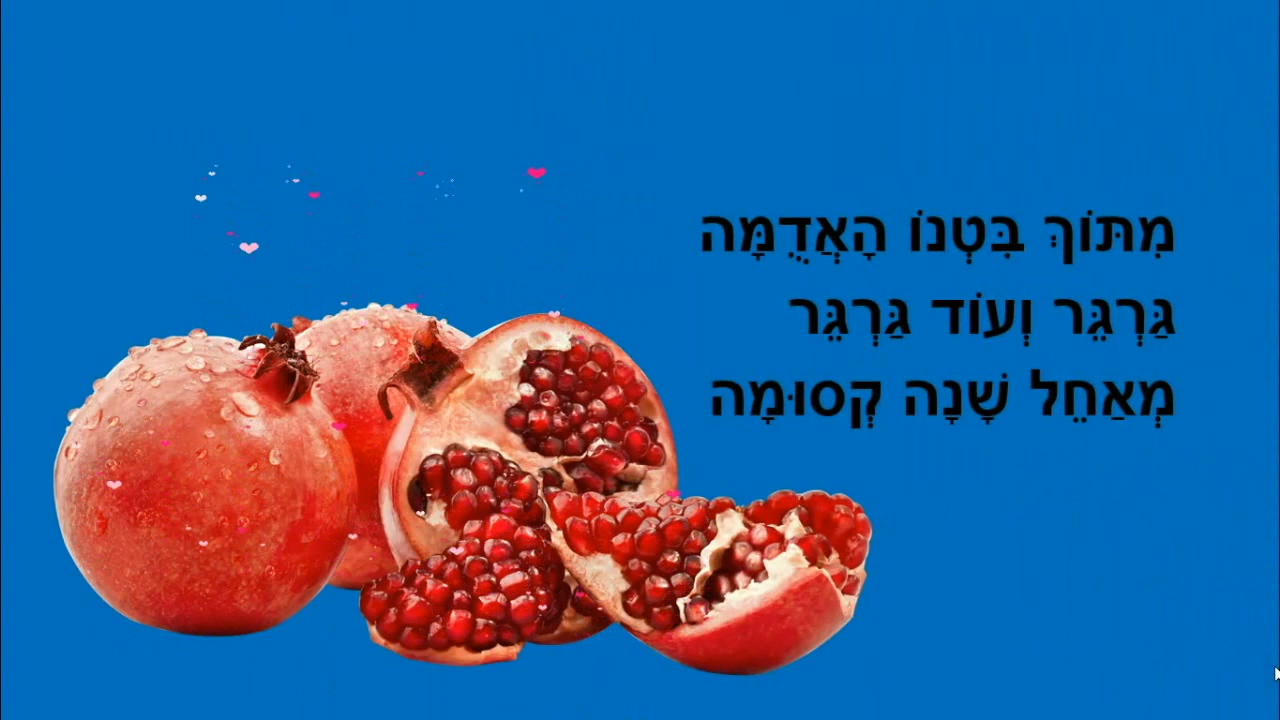 מִתּוֹךְ בִּטְנוֹ הָאֲדֻמָּה
גַּרְגֵּר וְעוֹד גַּרְגֵּר
מְאַחֵל שָׁנָה קְסוּמָה